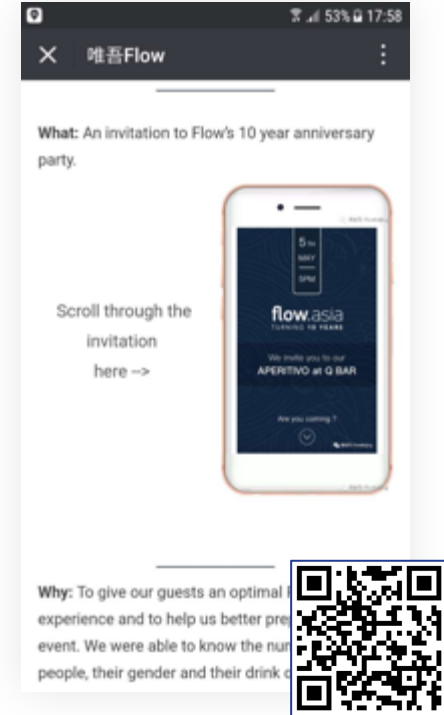 53% 17:58
唯吾Flow
What: An invitation to Flow's 10 year anniversary
party.
Scroll through the
invitation
here -->
5TH
MAY
5PM
flow.asia
TURNING 10 YEARS
We invite you to our
APERITIVO at Q BAR
Are you coming ?
Why: To give our guests an optimal
experience and to help us better
event. We were able to know the
people, their gender and their drink